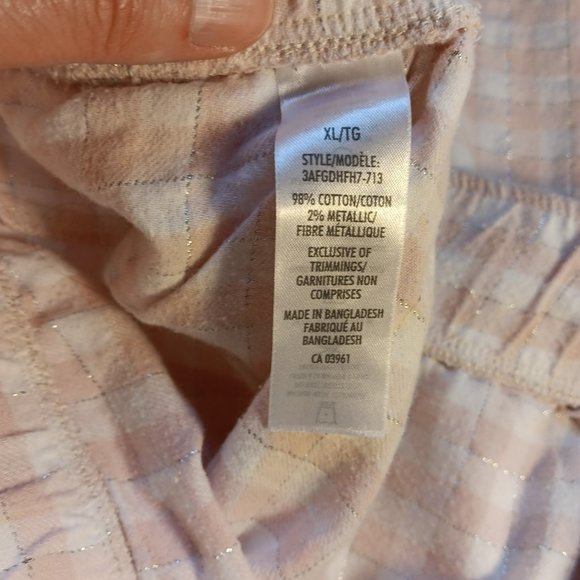 XL/TG
STYLE/MODÈLE:
3AFGDHFH7-713
98% COTTON/COTON
2% METALLIC/
FIBRE MÉTALLIQUE
EXCLUSIVE OF
TRIMMINGS/
GARNITURES NON
COMPRISES
MADE IN BANGLADESH
FABRIQUÉ AU
BANGLADESH
CA 03961